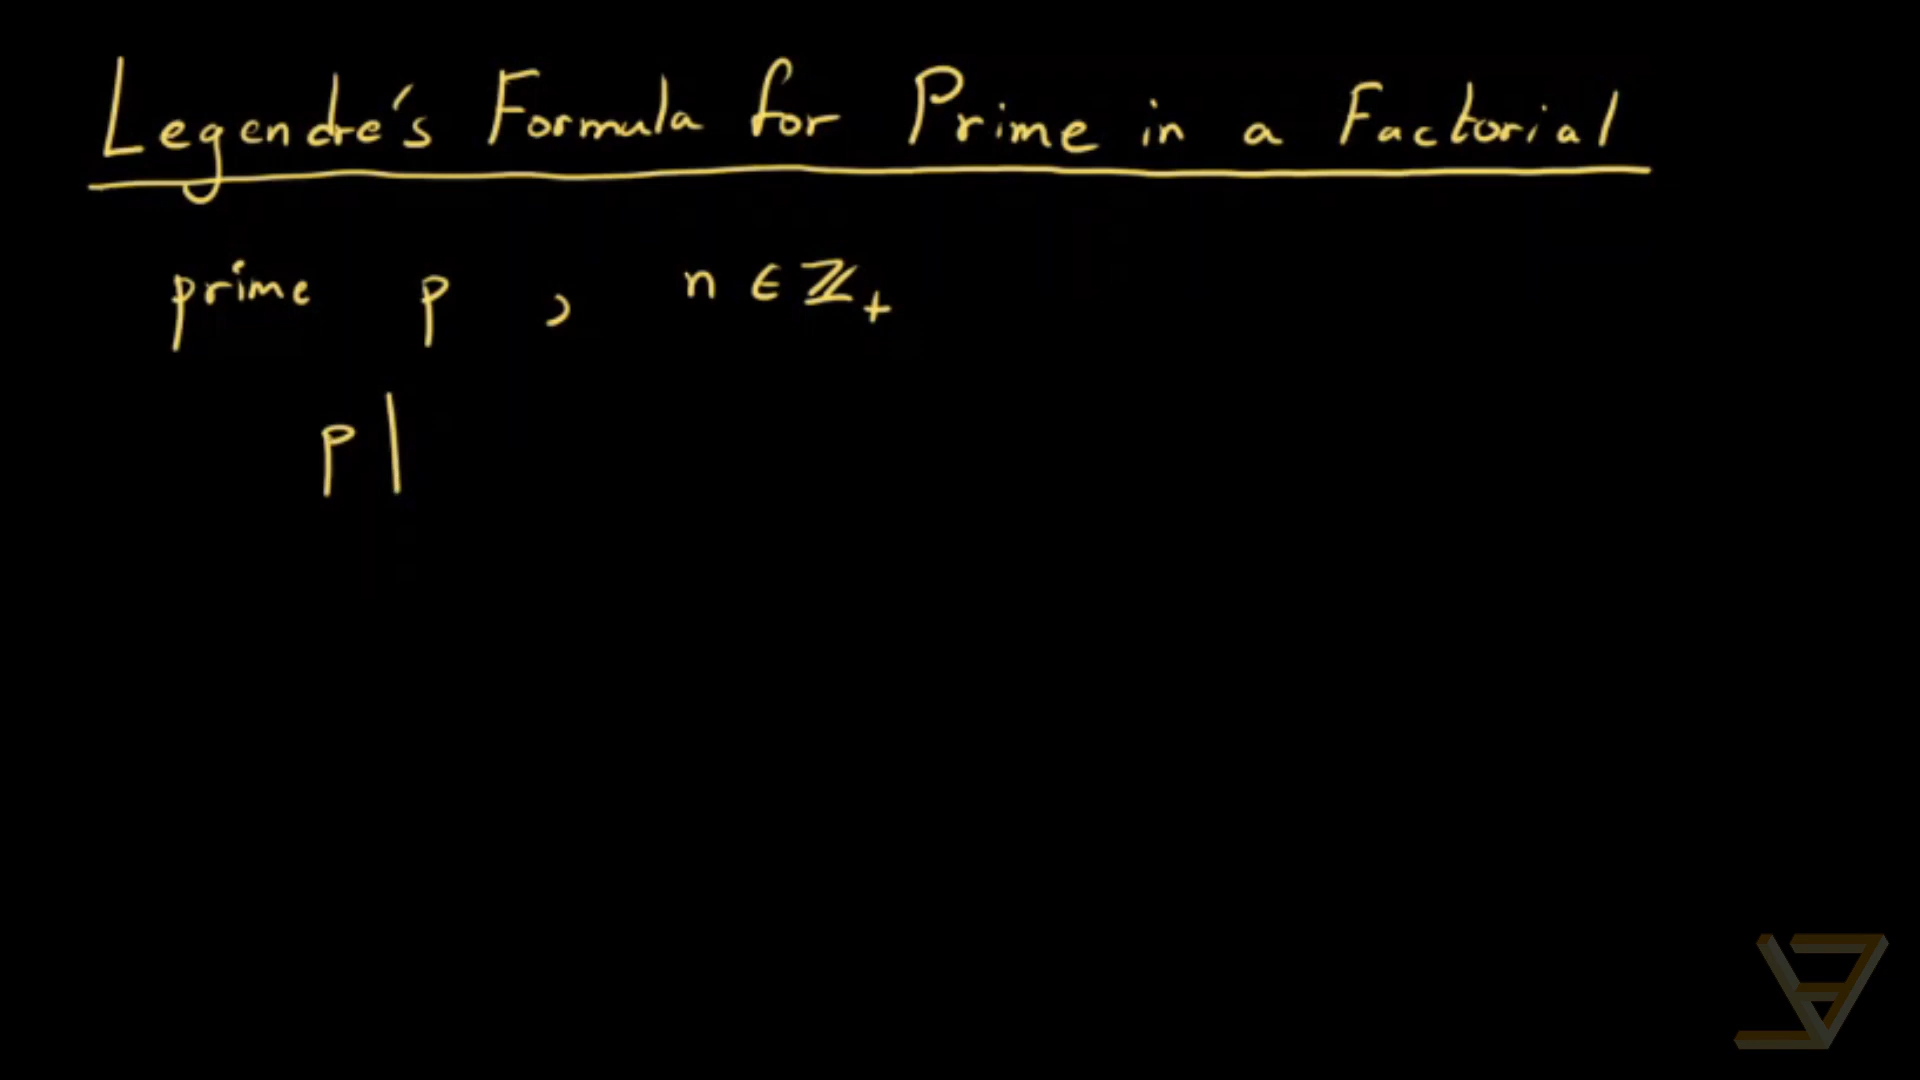 Legendre's Formula for Prime in a Factorial
prime p , n ∈ ℤ₊
p |